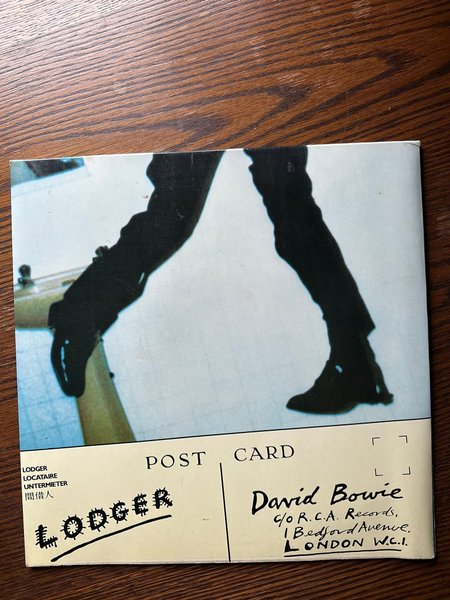 LODGER
LOCATAIRE
UNTERMIETER
間借人
POST CARD
LODGER
David Bowie
c/o R.C.A. Records,
1 Bedford Avenue,
LONDON W.C.1.